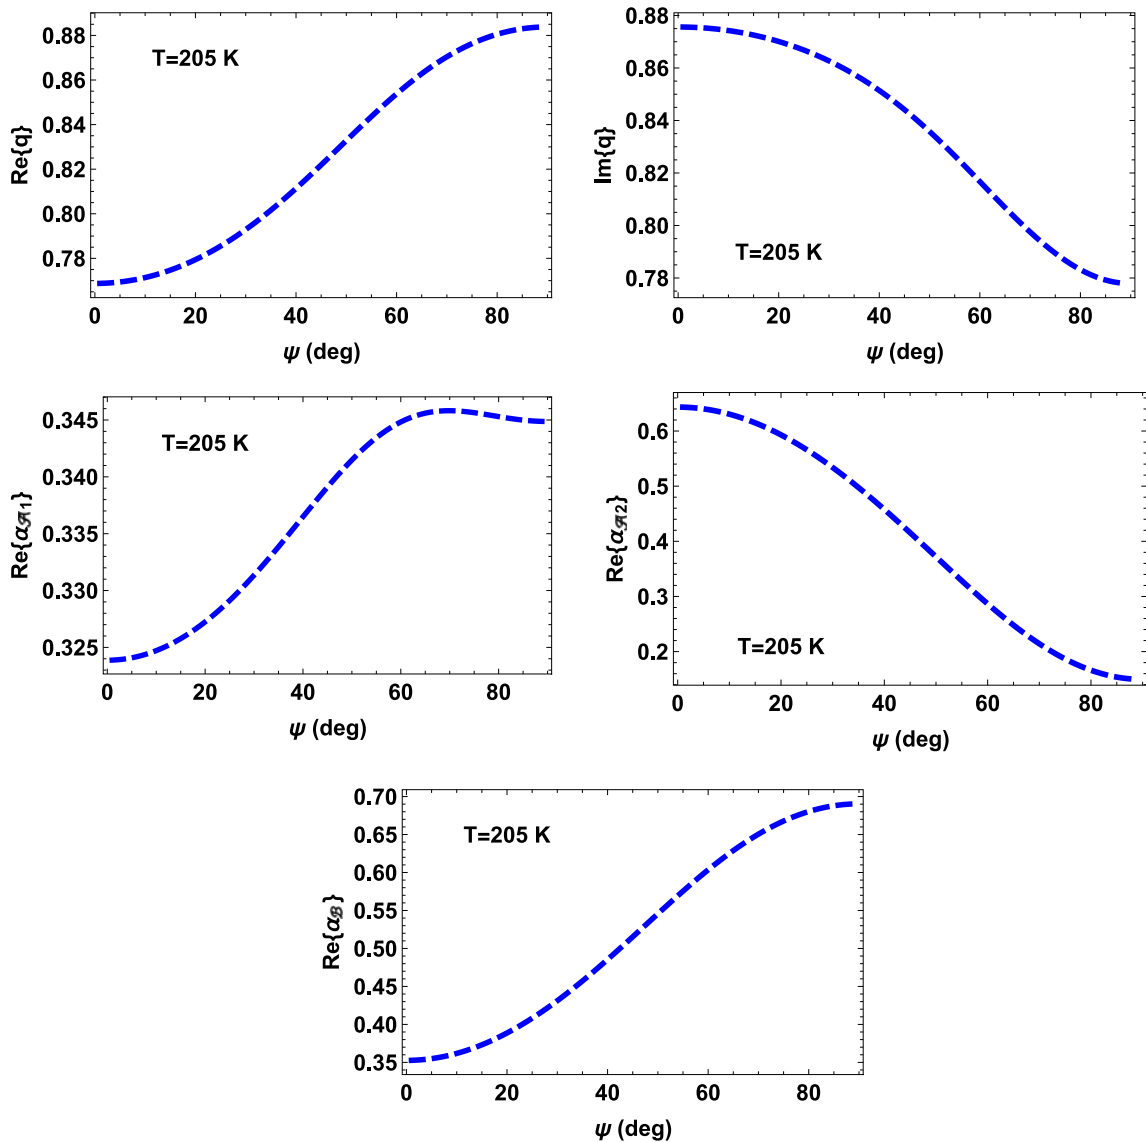 Re{q}
0.88
0.86
0.84
0.82
0.80
0.78
T=205 K
0 20 40 60 80
ψ (deg)
Im{q}
0.88
0.86
0.84
0.82
0.80
0.78
T=205 K
0 20 40 60 80
ψ (deg)
Re{α𝒜1}
0.345
0.340
0.335
0.330
0.325
T=205 K
0 20 40 60 80
ψ (deg)
Re{α𝒜2}
0.6
0.5
0.4
0.3
0.2
T=205 K
0 20 40 60 80
ψ (deg)
Re{αℬ}
0.70
0.65
0.60
0.55
0.50
0.45
0.40
0.35
T=205 K
0 20 40 60 80
ψ (deg)